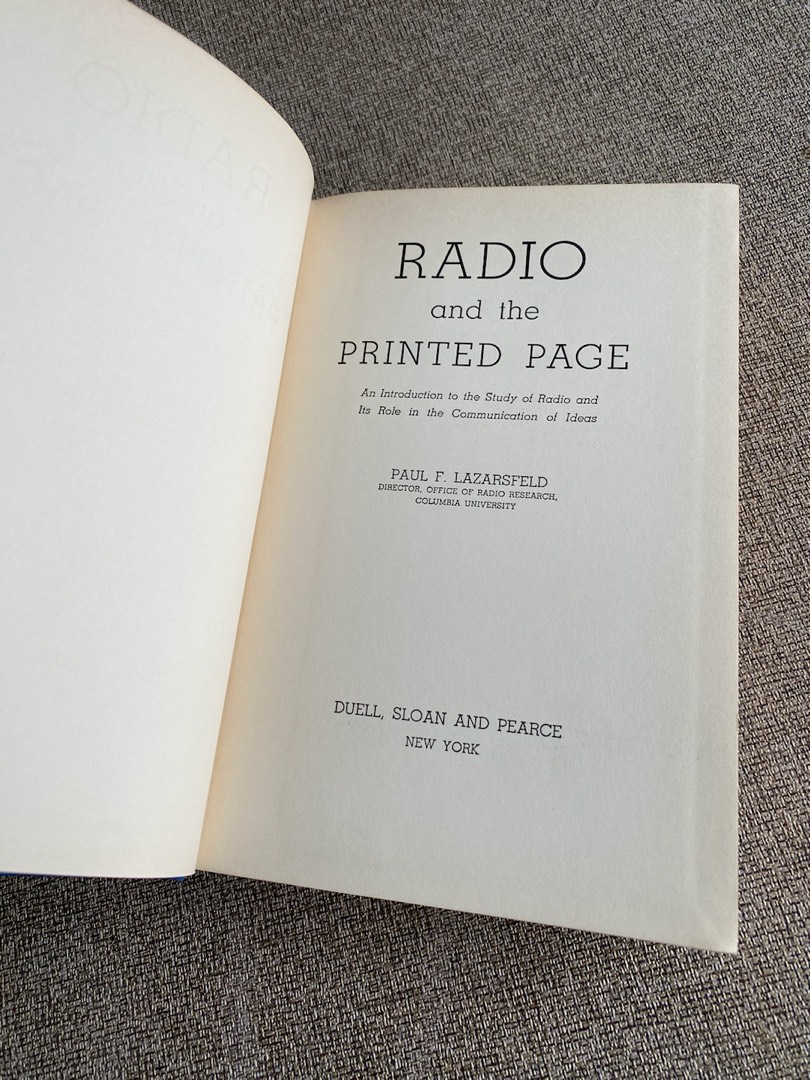 RADIO
RADIO
and the
PRINTED PAGE
An Introduction to the Study of Radio and
Its Role in the Communication of Ideas
PAUL F. LAZARSFELD
DIRECTOR, OFFICE OF RADIO RESEARCH,
COLUMBIA UNIVERSITY
DUELL, SLOAN AND PEARCE
NEW YORK